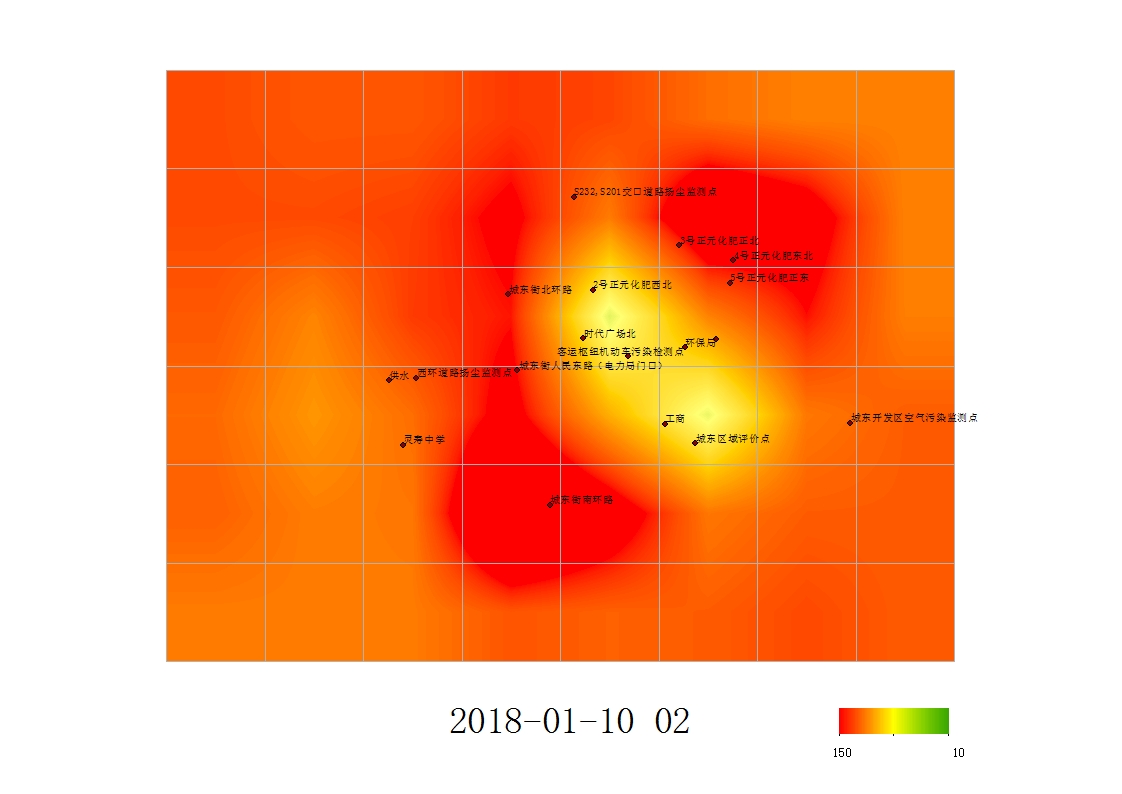 S232,S201交口道路扬尘监测点
3号正元化肥正北
4号正元化肥东北
5号正元化肥正东
2号正元化肥西北
城东街北环路
时代广场北
环保局
客运枢纽机动车污染检测点
城东街人民东路（电力局门口）
西环道路扬尘监测点
供水
工商
城东开发区空气污染监测点
城东区域评价点
灵寿中学
城东街南环路
2018-01-10 02
150
10